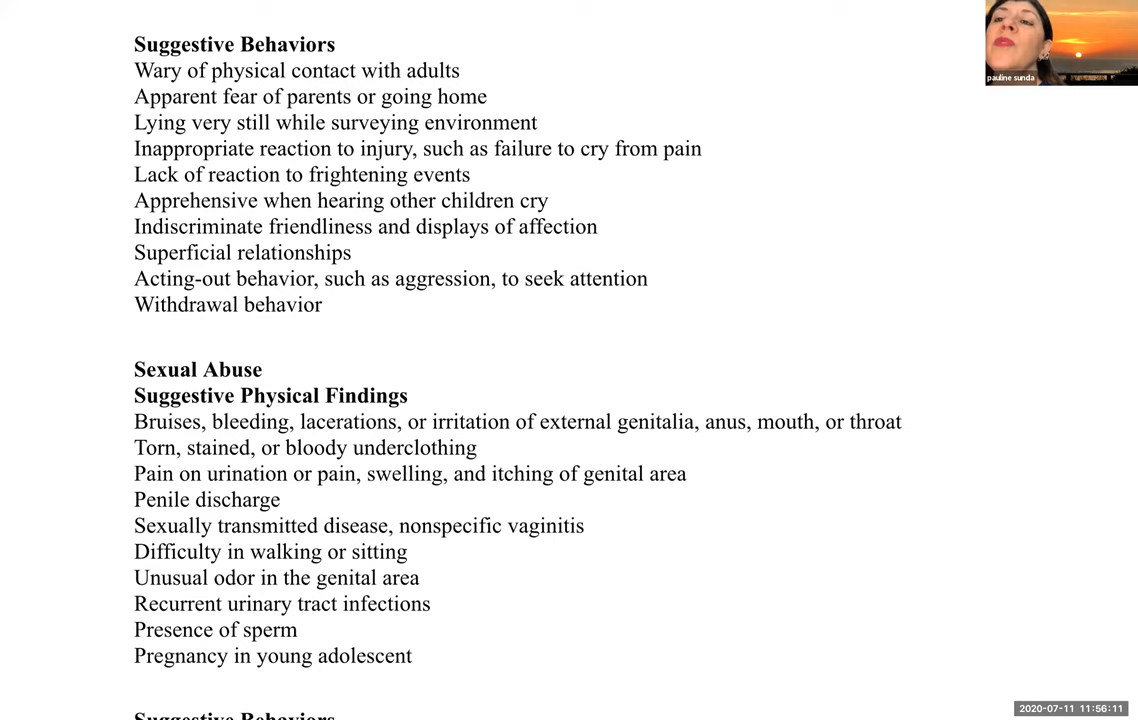 Suggestive Behaviors
Wary of physical contact with adults
Apparent fear of parents or going home
Lying very still while surveying environment
Inappropriate reaction to injury, such as failure to cry from pain
Lack of reaction to frightening events
Apprehensive when hearing other children cry
Indiscriminate friendliness and displays of affection
Superficial relationships
Acting-out behavior, such as aggression, to seek attention
Withdrawal behavior
Sexual Abuse
Suggestive Physical Findings
Bruises, bleeding, lacerations, or irritation of external genitalia, anus, mouth, or throat
Torn, stained, or bloody underclothing
Pain on urination or pain, swelling, and itching of genital area
Penile discharge
Sexually transmitted disease, nonspecific vaginitis
Difficulty in walking or sitting
Unusual odor in the genital area
Recurrent urinary tract infections
Presence of sperm
Pregnancy in young adolescent
Suggestive Behaviors
pauline sunda
2020-07-11 11:56:11